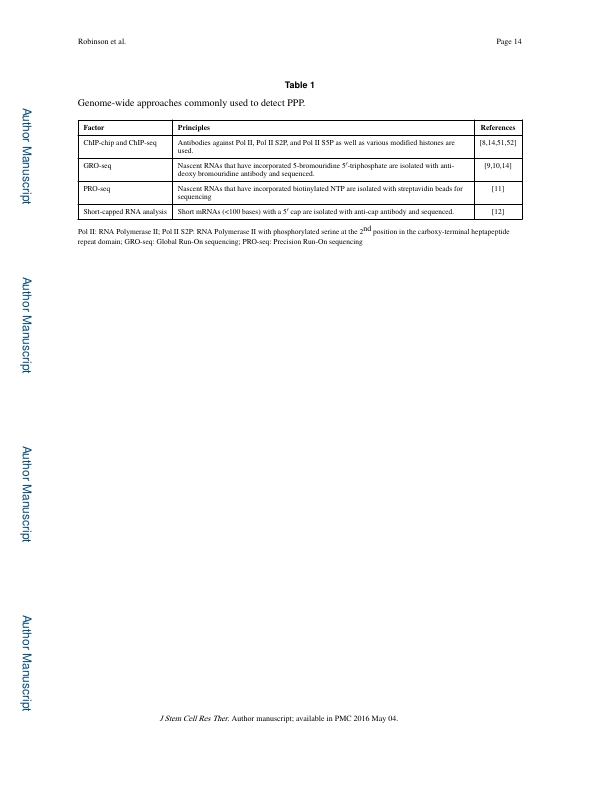 Robinson et al.
Page 14
Table 1
Genome-wide approaches commonly used to detect PPP.
Factor
Principles
References
ChIP-chip and ChIP-seq
Antibodies against Pol II, Pol II S2P, and Pol II S5P as well as various modified histones are
used.
[8,14,51,52]
GRO-seq
Nascent RNAs that have incorporated 5-bromouridine 5′-triphosphate are isolated with anti-
deoxy bromouridine antibody and sequenced.
[9,10,14]
PRO-seq
Nascent RNAs that have incorporated biotinylated NTP are isolated with streptavidin beads for
sequencing
[11]
Short-capped RNA analysis
Short mRNAs (<100 bases) with a 5′ cap are isolated with anti-cap antibody and sequenced.
[12]
Pol II: RNA Polymerase II; Pol II S2P: RNA Polymerase II with phosphorylated serine at the 2nd position in the carboxy-terminal heptapeptide
repeat domain; GRO-seq: Global Run-On sequencing; PRO-seq: Precision Run-On sequencing
J Stem Cell Res Ther. Author manuscript; available in PMC 2016 May 04.
Author Manuscript
Author Manuscript
Author Manuscript
Author Manuscript